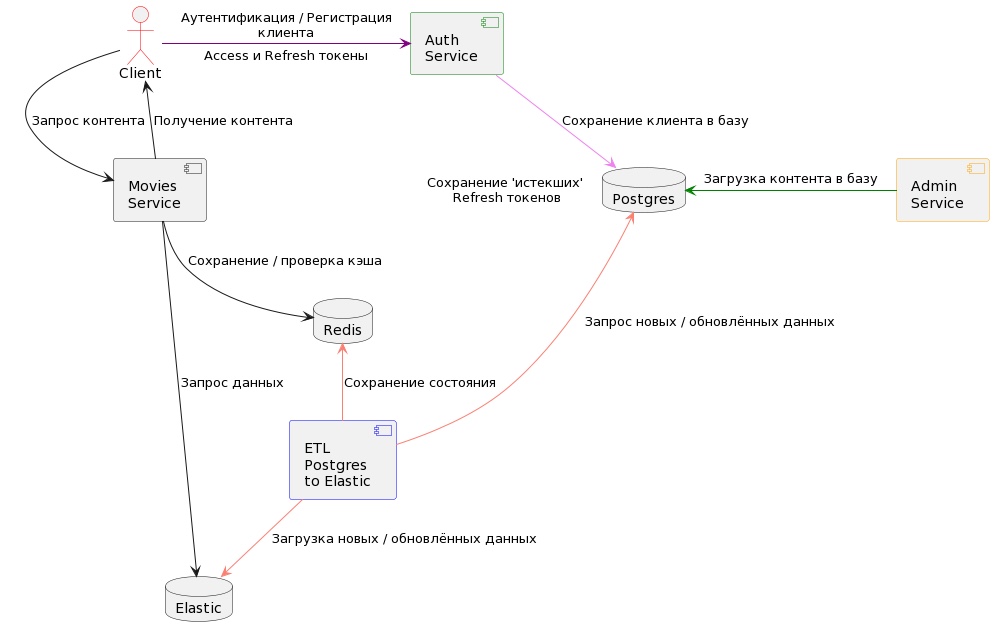 Аутентификация / Регистрация
клиента
Access и Refresh токены
Client
Auth
Service
Запрос контента
Получение контента
Сохранение клиента в базу
Movies
Service
Сохранение 'истекших'
Refresh токенов
Postgres
Загрузка контента в базу
Admin
Service
Сохранение / проверка кэша
Redis
Запрос новых / обновлённых данных
Запрос данных
Сохранение состояния
ETL
Postgres
to Elastic
Загрузка новых / обновлённых данных
Elastic